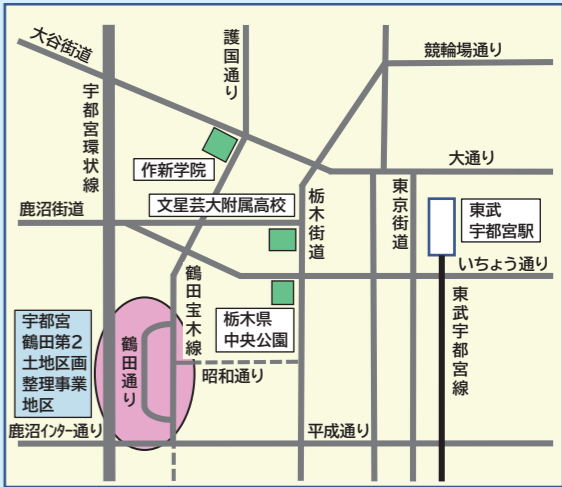 大谷街道
護国通り
競輪場通り
宇都宮環状線
作新学院
大通り
文星芸大附属高校
鹿沼街道
栃木街道
東京街道
東武
宇都宮駅
いちょう通り
鶴田宝木線
栃木県
中央公園
東武宇都宮線
宇都宮
鶴田第2
土地区画
整理事業
地区
鶴田通り
昭和通り
鹿沼インター通り
平成通り